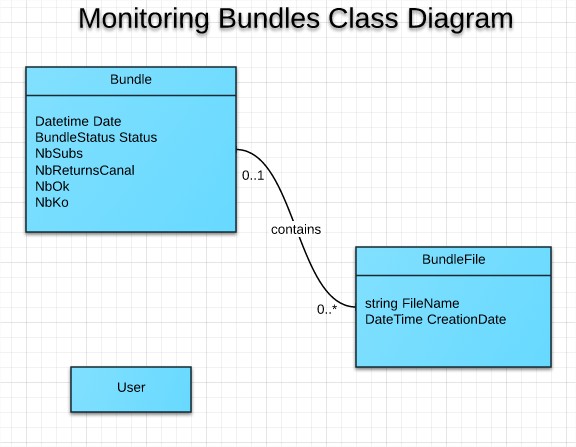 Monitoring Bundles Class Diagram
Bundle
Datetime Date
BundleStatus Status
NbSubs
NbReturnsCanal
NbOk
NbKo
0..1
contains
BundleFile
string FileName
DateTime CreationDate
0..*
User